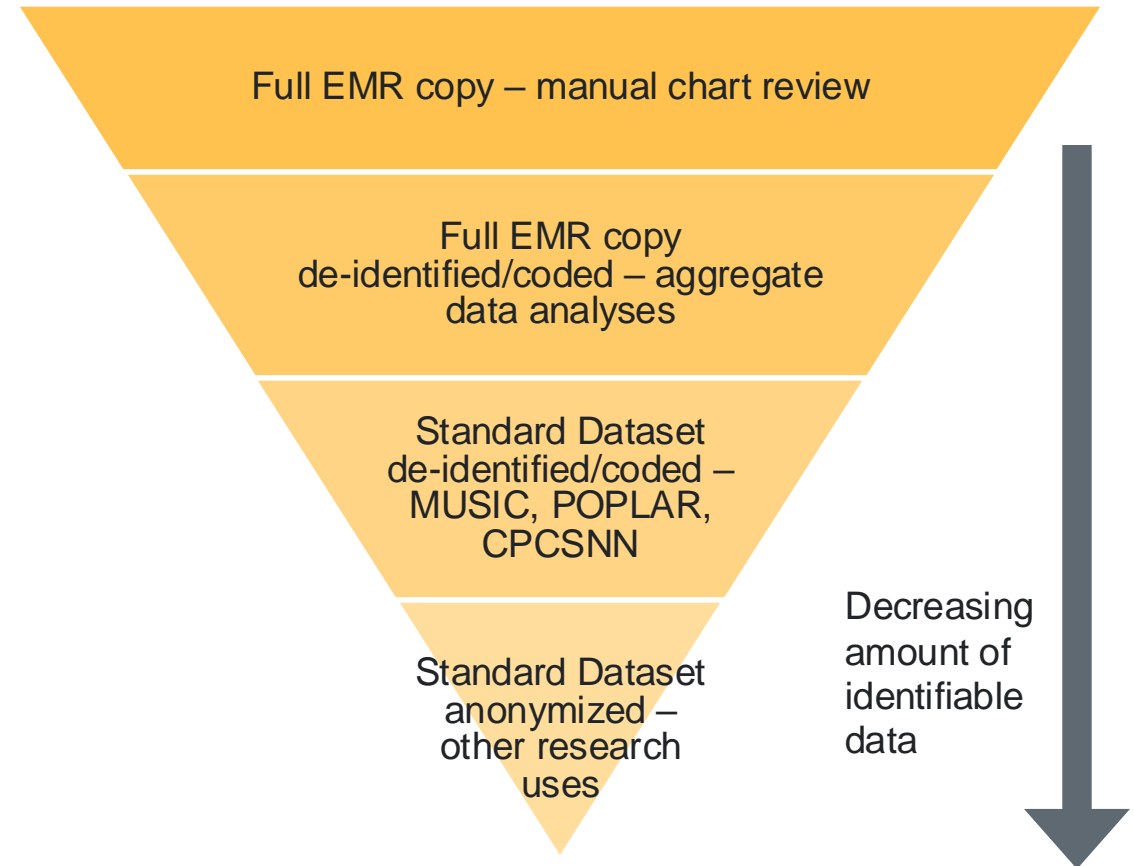 Full EMR copy – manual chart review
Full EMR copy
de-identified/coded – aggregate
data analyses
Standard Dataset
de-identified/coded –
MUSIC, POPLAR,
CPCSNN
Standard Dataset
anonymized –
other research
uses
Decreasing
amount of
identifiable
data